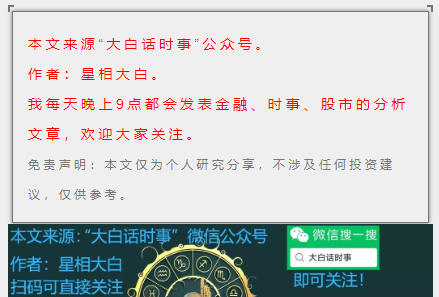 本文来源“大白话时事”公众号。
作者：星相大白。
我每天晚上9点都会发表金融、时事、股市的分析
文章，欢迎大家关注。
免责声明：本文仅为个人研究分享，不涉及任何投资建
议，仅供参考。
本文来源：“大白话时事”微信公众号
微信搜一搜
大白话时事
作者：星相大白
扫码可直接关注
即可关注！